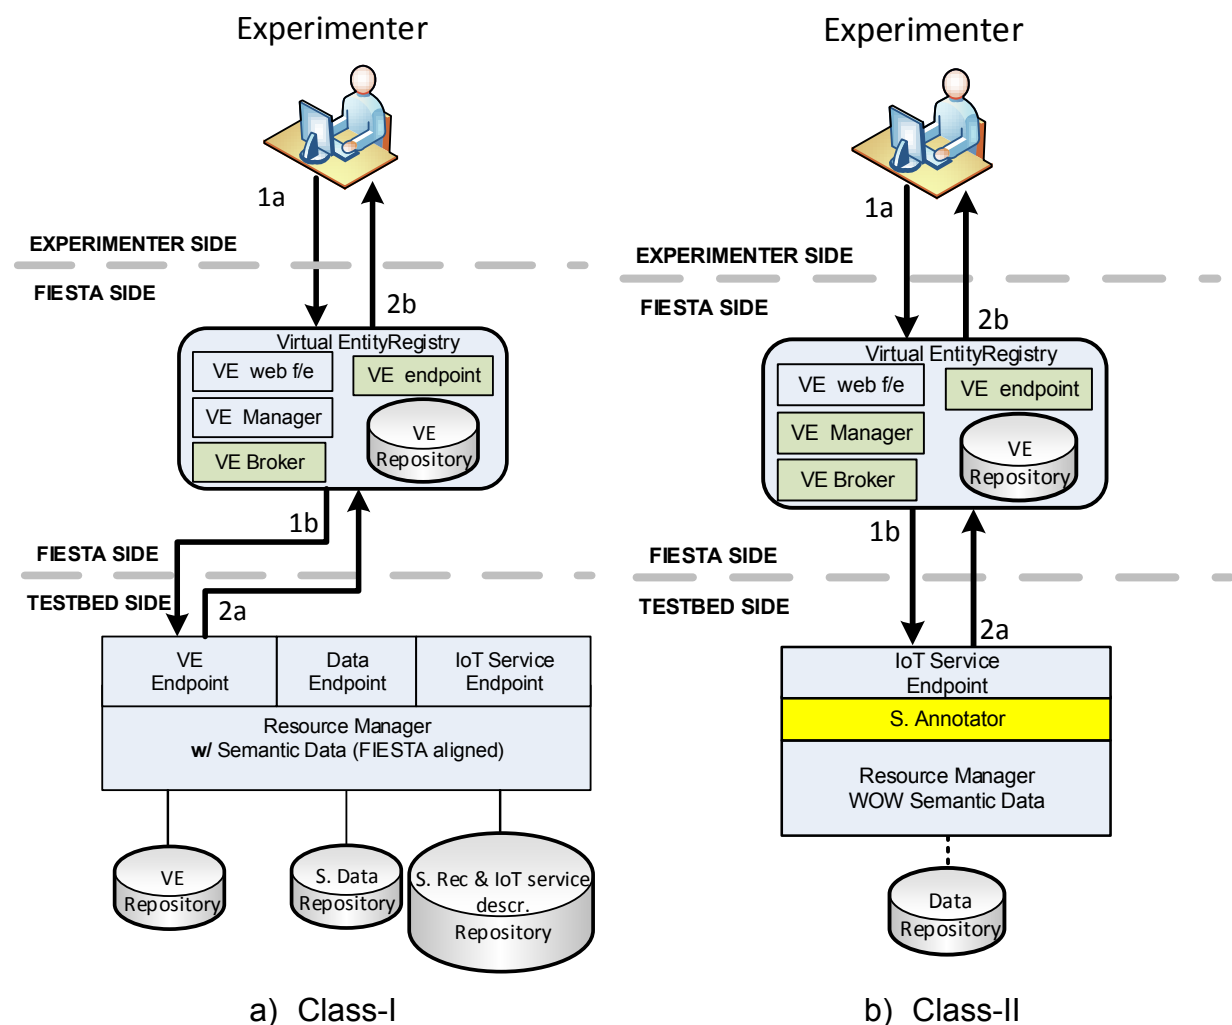 Experimenter
1a
EXPERIMENTER SIDE
FIESTA SIDE
2b
Virtual EntityRegistry
VE web f/e
VE endpoint
VE Manager
VE Broker
VE
Repository
1b
FIESTA SIDE
TESTBED SIDE
2a
VE
Endpoint
Data
Endpoint
IoT Service
Endpoint
Resource Manager
w/ Semantic Data (FIESTA aligned)
VE
Repository
S. Data
Repository
S. Rec & IoT service
descr.
Repository
a) Class-I
Experimenter
1a
EXPERIMENTER SIDE
FIESTA SIDE
2b
Virtual EntityRegistry
VE web f/e
VE endpoint
VE Manager
VE Broker
VE
Repository
1b
FIESTA SIDE
TESTBED SIDE
2a
IoT Service
Endpoint
S. Annotator
Resource Manager
WOW Semantic Data
Data
Repository
b) Class-II